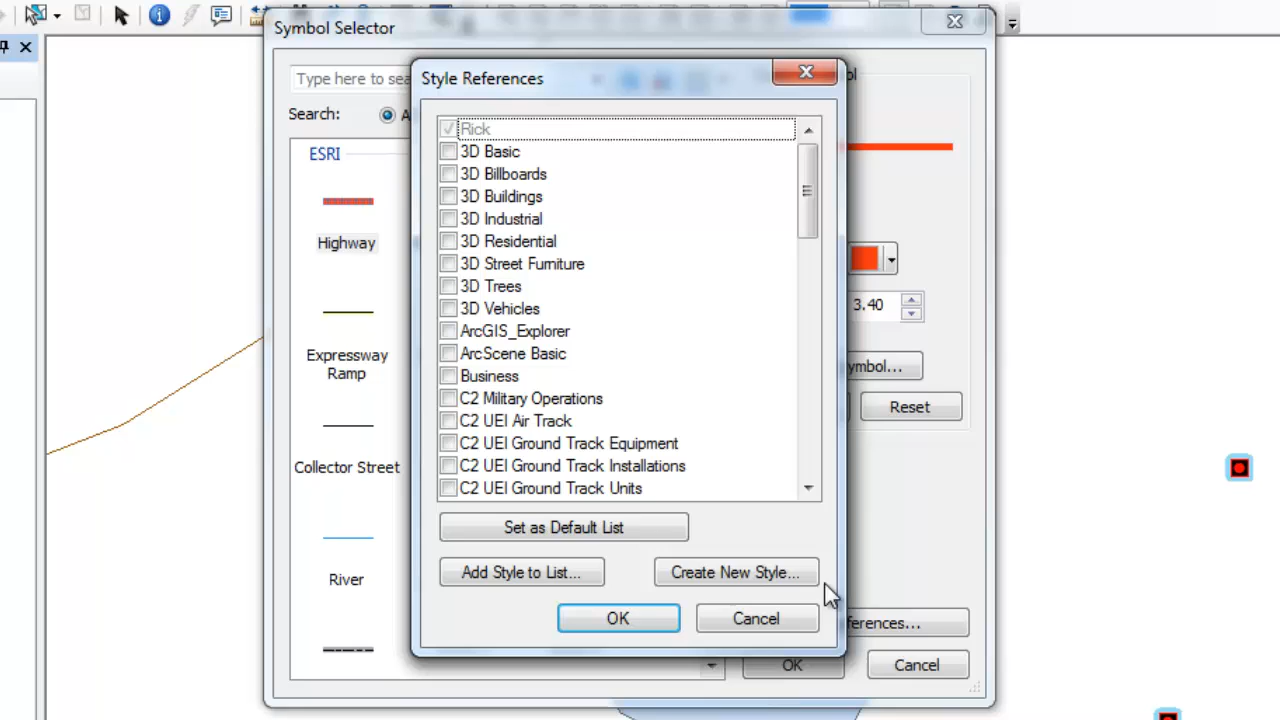 Symbol Selector
Type here to sea
Search:
A
ol
ESRI
Highway
Expressway
Ramp
Collector Street
River
Style References
Rick
3D Basic
3D Billboards
3D Buildings
3D Industrial
3D Residential
3D Street Furniture
3D Trees
3D Vehicles
ArcGIS_Explorer
ArcScene Basic
Business
C2 Military Operations
C2 UEI Air Track
C2 UEI Ground Track Equipment
C2 UEI Ground Track Installations
C2 UEI Ground Track Units
Set as Default List
Add Style to List...
Create New Style...
OK
Cancel
3.40
ymbol...
Reset
ferences...
OK
Cancel